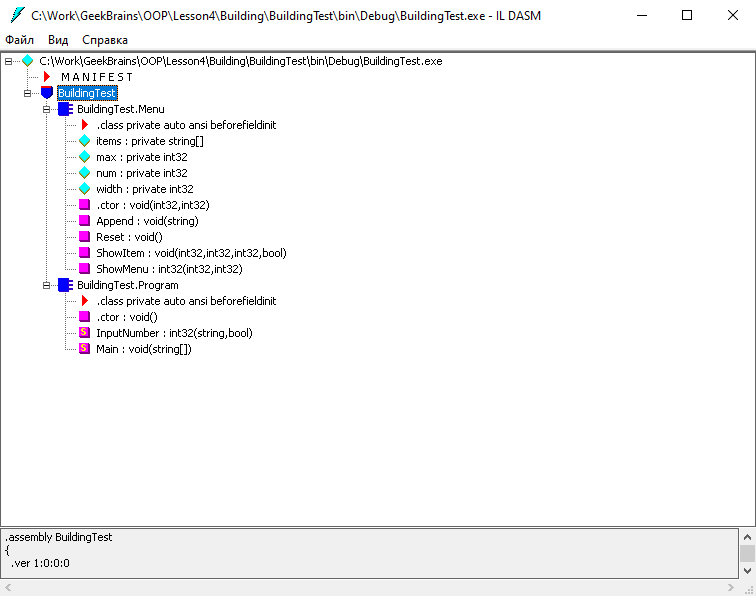 C:\Work\GeekBrains\OOP\Lesson4\Building\BuildingTest\bin\Debug\BuildingTest.exe - IL DASM
Файл Вид Справка
C:\Work\GeekBrains\OOP\Lesson4\Building\BuildingTest\bin\Debug\BuildingTest.exe
M A N I F E S T
BuildingTest
BuildingTest.Menu
.class private auto ansi beforefieldinit
items : private string[]
max : private int32
num : private int32
width : private int32
.ctor : void(int32,int32)
Append : void(string)
Reset : void()
ShowItem : void(int32,int32,int32,bool)
ShowMenu : int32(int32,int32)
BuildingTest.Program
.class private auto ansi beforefieldinit
.ctor : void()
InputNumber : int32(string,bool)
Main : void(string[])
.assembly BuildingTest
{
.ver 1:0:0:0